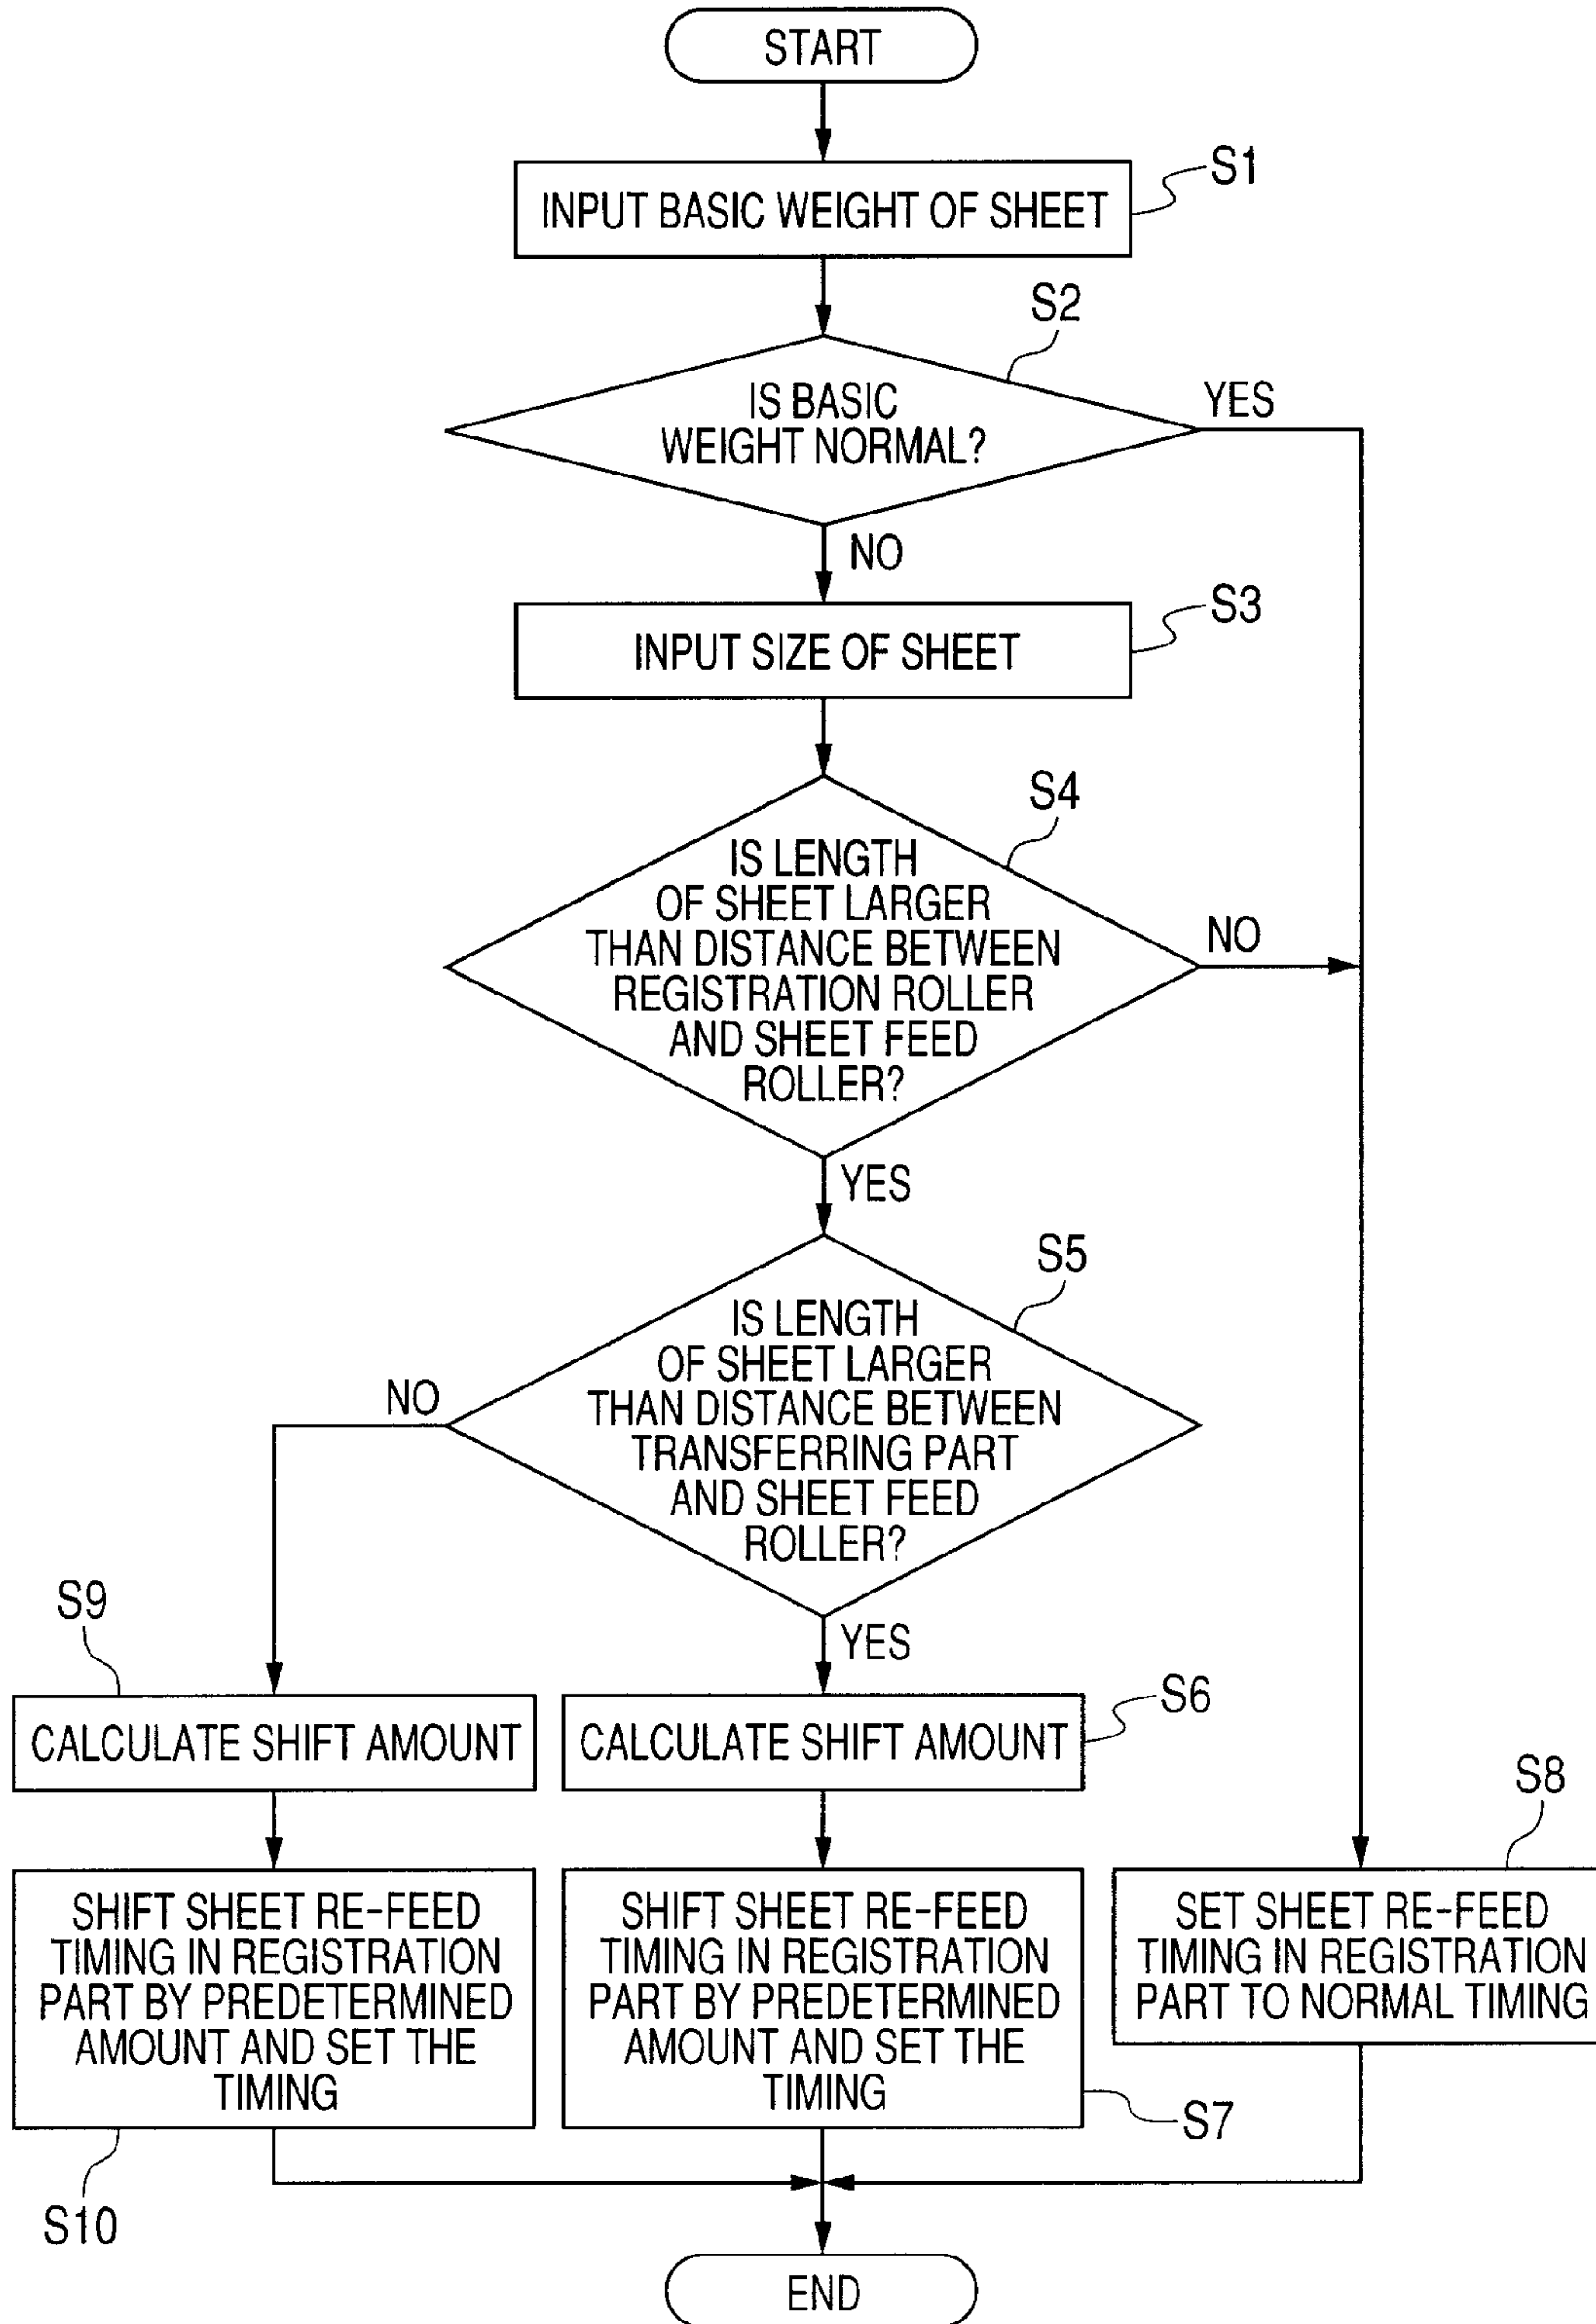 START
S1
INPUT BASIC WEIGHT OF SHEET
S2
IS BASIC
WEIGHT NORMAL?
YES
NO
S3
INPUT SIZE OF SHEET
S4
IS LENGTH
OF SHEET LARGER
THAN DISTANCE BETWEEN
REGISTRATION ROLLER
AND SHEET FEED
ROLLER?
NO
YES
S5
IS LENGTH
OF SHEET LARGER
THAN DISTANCE BETWEEN
TRANSFERRING PART
AND SHEET FEED
ROLLER?
NO
YES
S9
CALCULATE SHIFT AMOUNT
S6
CALCULATE SHIFT AMOUNT
S8
SHIFT SHEET RE-FEED
TIMING IN REGISTRATION
PART BY PREDETERMINED
AMOUNT AND SET THE
TIMING
SHIFT SHEET RE-FEED
TIMING IN REGISTRATION
PART BY PREDETERMINED
AMOUNT AND SET THE
TIMING
SET SHEET RE-FEED
TIMING IN REGISTRATION
PART TO NORMAL TIMING
S7
S10
END